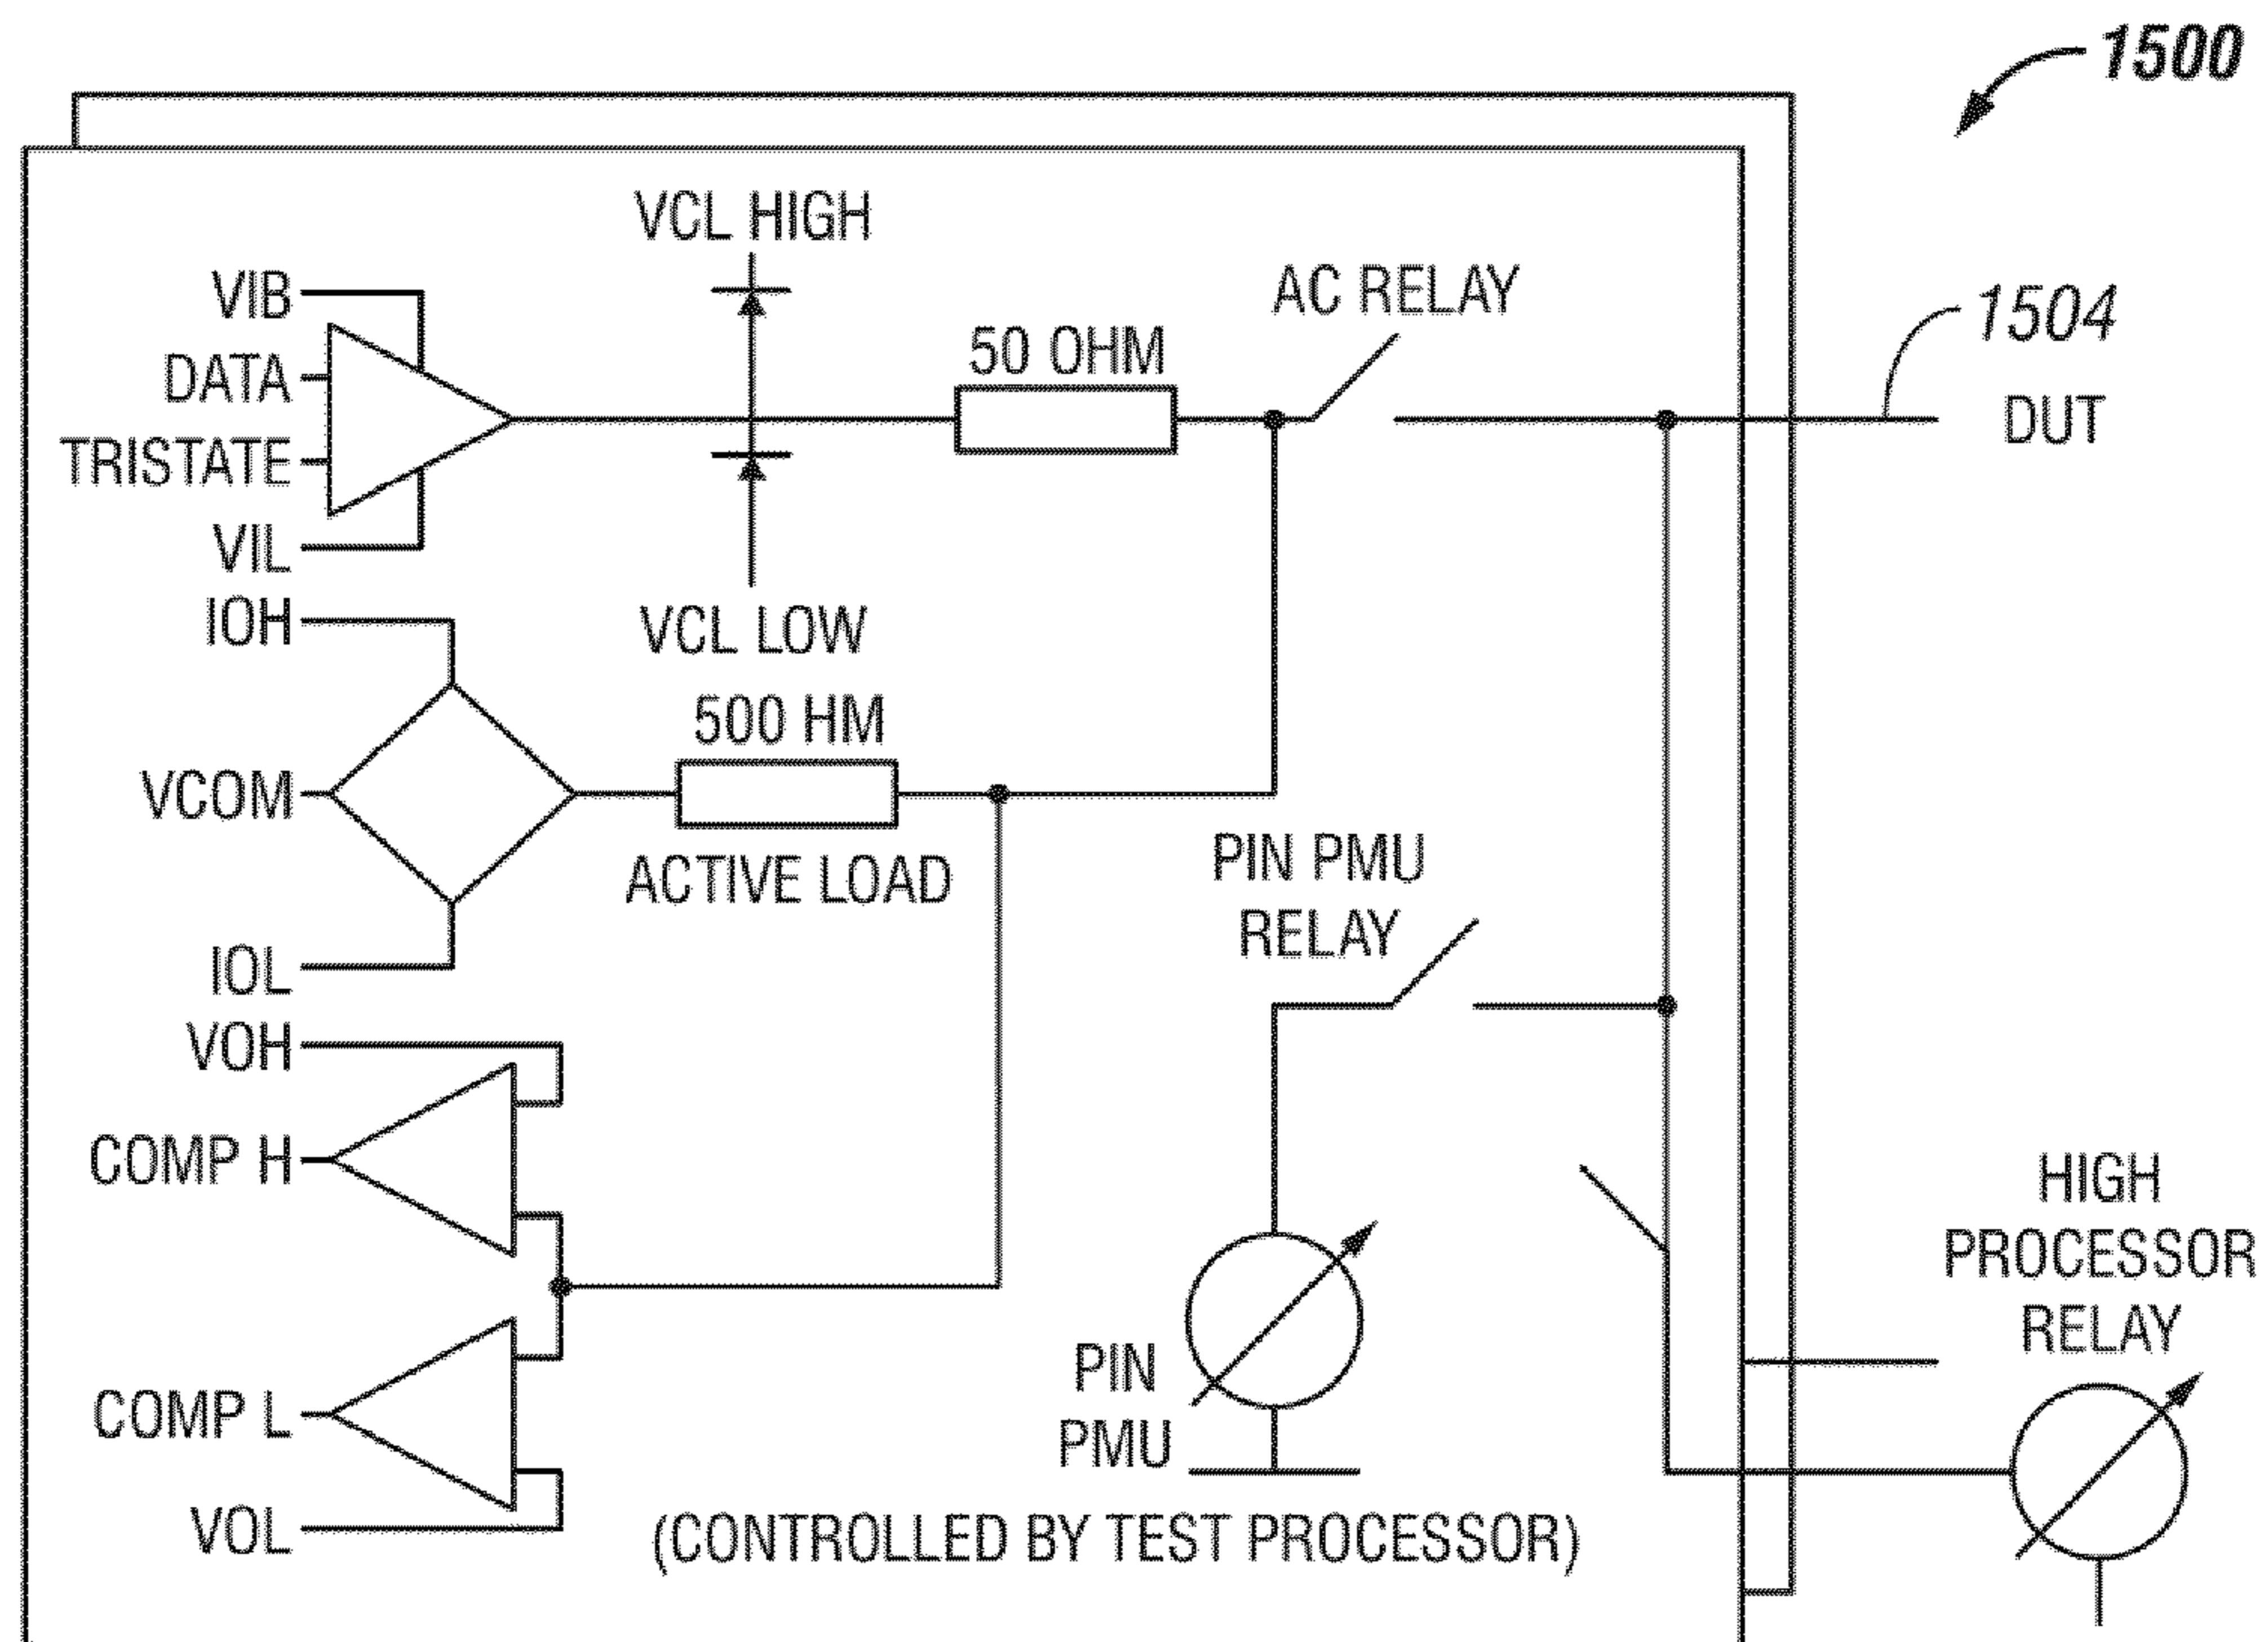 1500
VCL HIGH
VIB
AC RELAY
1504
50 OHM
DATA
DUT
TRISTATE
VIL
IOH
VCL LOW
500 HM
VCOM
ACTIVE LOAD
PIN PMU
RELAY
IOL
VOH
COMP H
HIGH
PROCESSOR
RELAY
PIN
PMU
COMP L
VOL
(CONTROLLED BY TEST PROCESSOR)